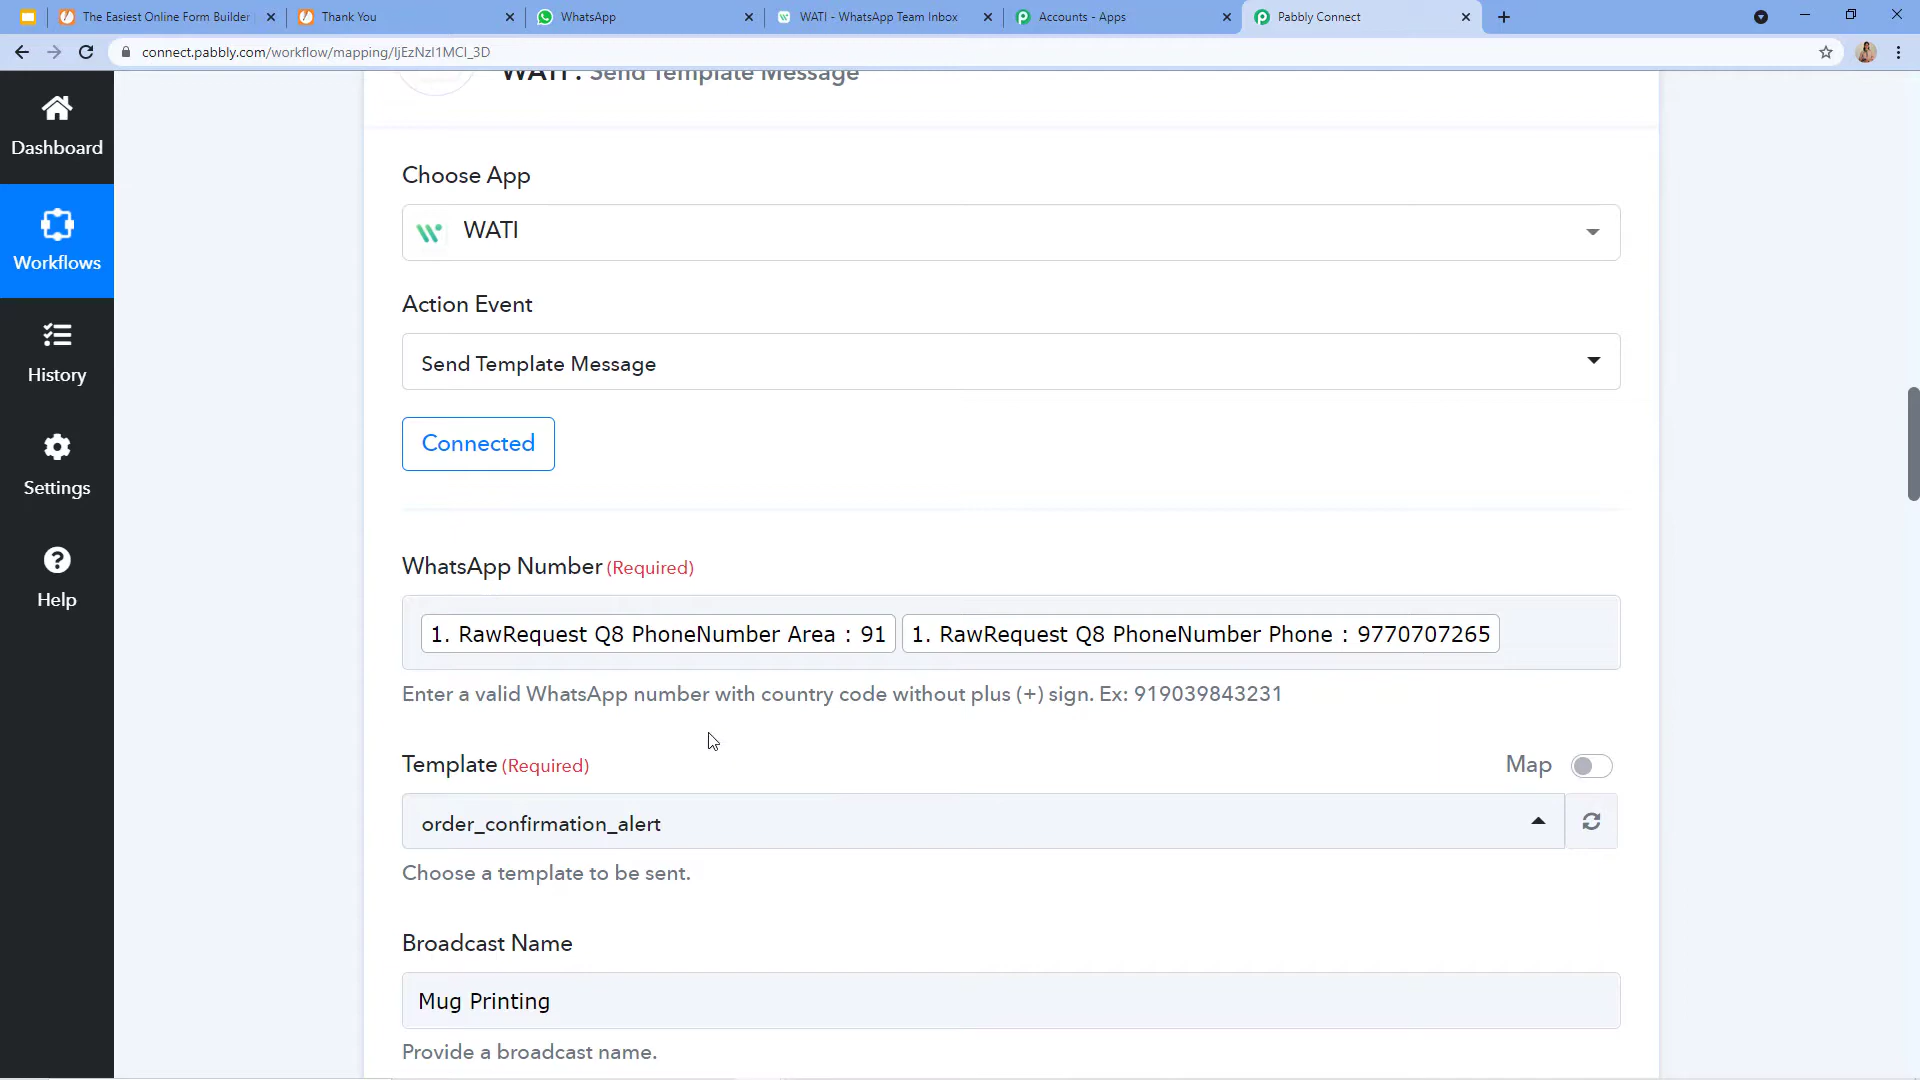 The Easiest Online Form Builder
Thank You
WhatsApp
WATI - WhatsApp Team Inbox
Accounts - Apps
Pabbly Connect
connect.pabbly.com/workflow/mapping/IjEzNzI1MCI_3D
WATI : Send Template Message
Dashboard
Workflows
History
Settings
Help
Choose App
WATI
Action Event
Send Template Message
Connected
WhatsApp Number (Required)
1. RawRequest Q8 PhoneNumber Area : 91 1. RawRequest Q8 PhoneNumber Phone : 9770707265
Enter a valid WhatsApp number with country code without plus (+) sign. Ex: 919039843231
Template (Required) Map
order_confirmation_alert
Choose a template to be sent.
Broadcast Name
Mug Printing
Provide a broadcast name.